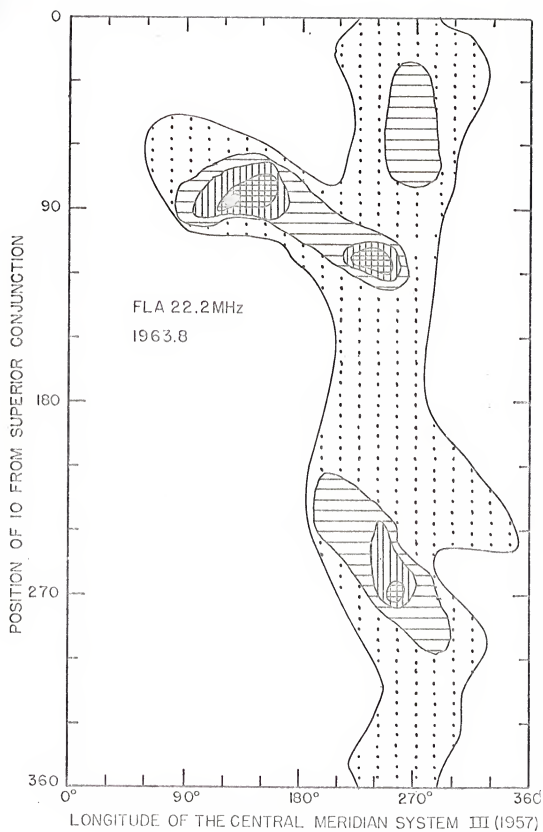 0
90
180
270
360
POSITION OF IO FROM SUPERIOR CONJUNCTION
FLA 22.2MHz
1963.8
0° 90° 180° 270° 360
LONGITUDE OF THE CENTRAL MERIDIAN SYSTEM III (1957)